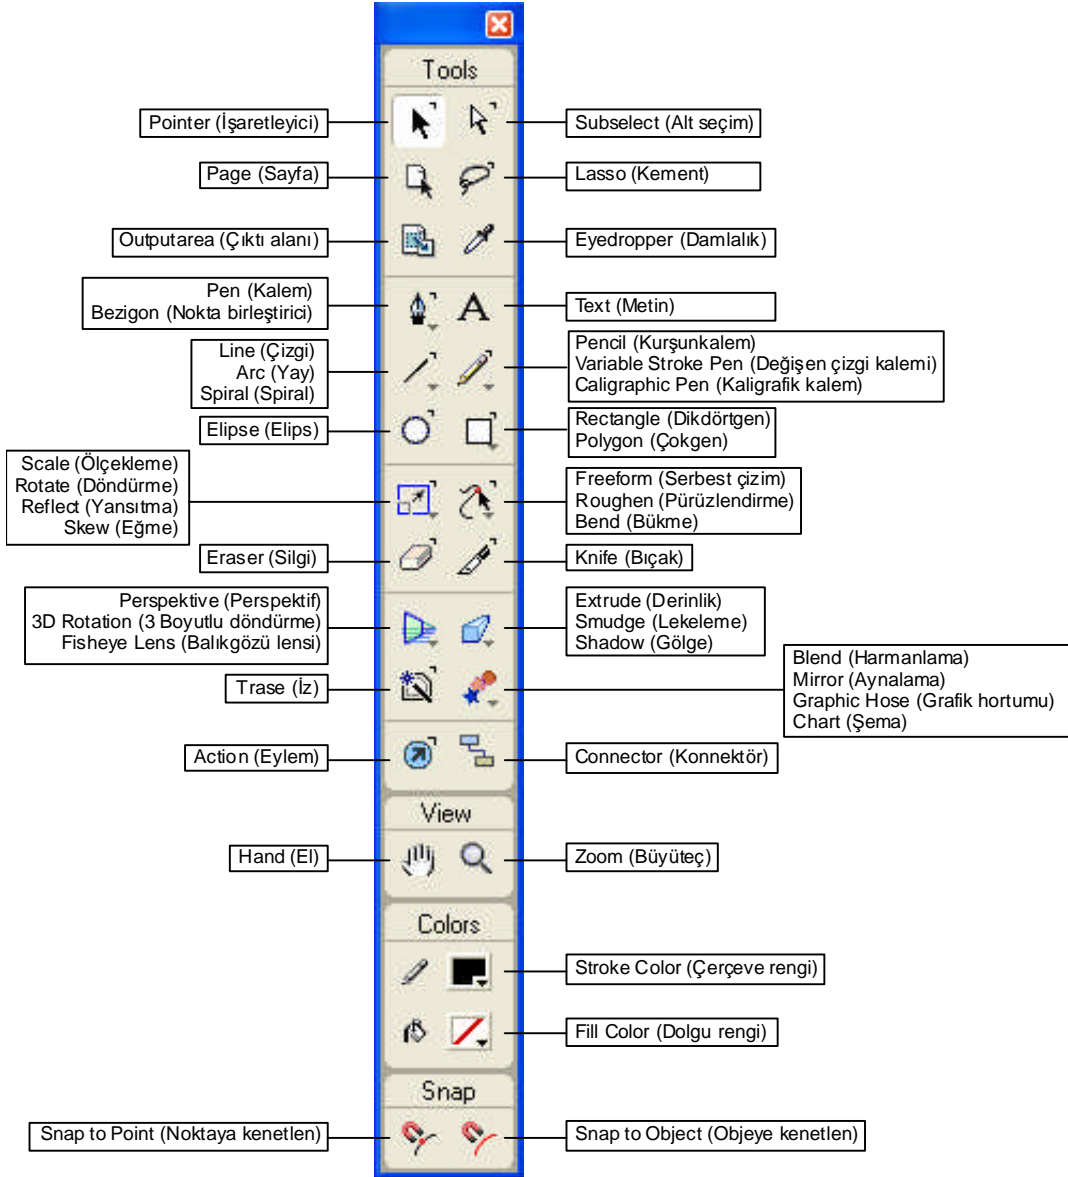 Tools
Pointer (İşaretleyici)
Subselect (Alt seçim)
Page (Sayfa)
Lasso (Kement)
Outputarea (Çıktı alanı)
Eyedropper (Damlalık)
Pen (Kalem)
Bezigon (Nokta birleştirici)
Text (Metin)
Line (Çizgi)
Arc (Yay)
Spiral (Spiral)
Pencil (Kurşunkalem)
Variable Stroke Pen (Değişen çizgi kalemi)
Caligraphic Pen (Kaligrafik kalem)
Elipse (Elips)
Rectangle (Dikdörtgen)
Polygon (Çokgen)
Scale (Ölçekleme)
Rotate (Döndürme)
Reflect (Yansıtma)
Skew (Eğme)
Freeform (Serbest çizim)
Roughen (Pürüzlendirme)
Bend (Bükme)
Eraser (Silgi)
Knife (Bıçak)
Perspektive (Perspektif)
3D Rotation (3 Boyutlu döndürme)
Fisheye Lens (Balıkgözü lensi)
Extrude (Derinlik)
Smudge (Lekeleme)
Shadow (Gölge)
Trase (İz)
Blend (Harmanlama)
Mirror (Aynalama)
Graphic Hose (Grafik hortumu)
Chart (Şema)
Action (Eylem)
Connector (Konnektör)
View
Hand (El)
Zoom (Büyüteç)
Colors
Stroke Color (Çerçeve rengi)
Fill Color (Dolgu rengi)
Snap
Snap to Point (Noktaya kenetlen)
Snap to Object (Objeye kenetlen)